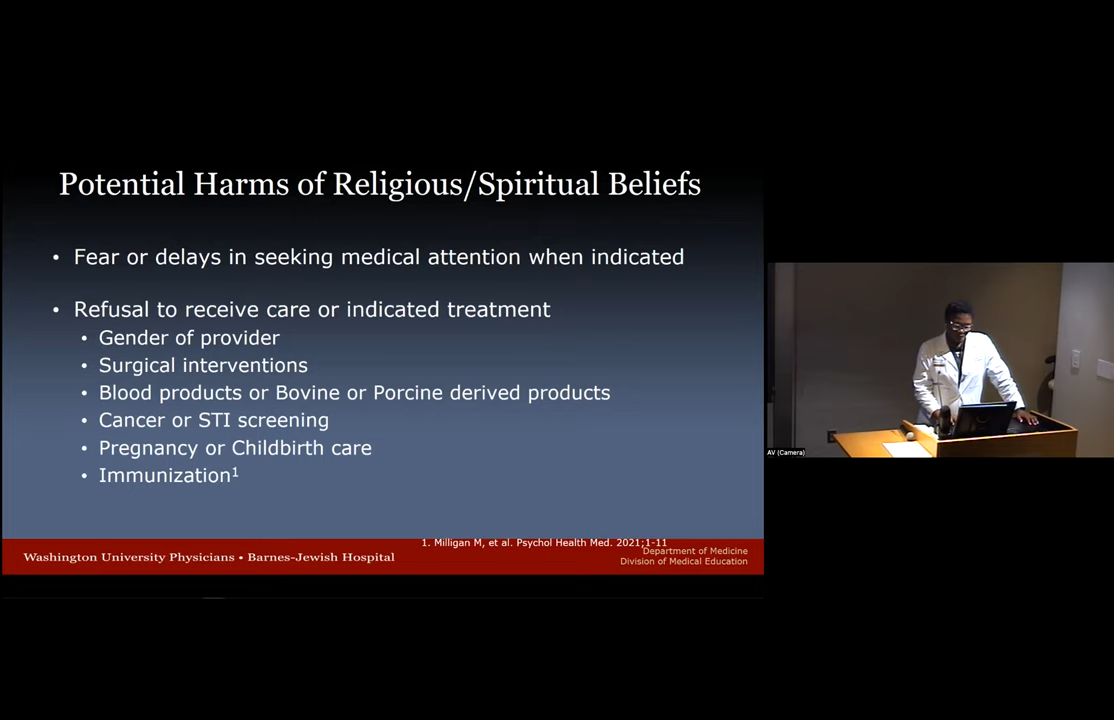 Potential Harms of Religious/Spiritual Beliefs
• Fear or delays in seeking medical attention when indicated
• Refusal to receive care or indicated treatment
• Gender of provider
• Surgical interventions
• Blood products or Bovine or Porcine derived products
• Cancer or STI screening
• Pregnancy or Childbirth care
• Immunization¹
1. Milligan M, et al. Psychol Health Med. 2021;1-11
Washington University Physicians • Barnes-Jewish Hospital
Department of Medicine
Division of Medical Education
AV (Camera)